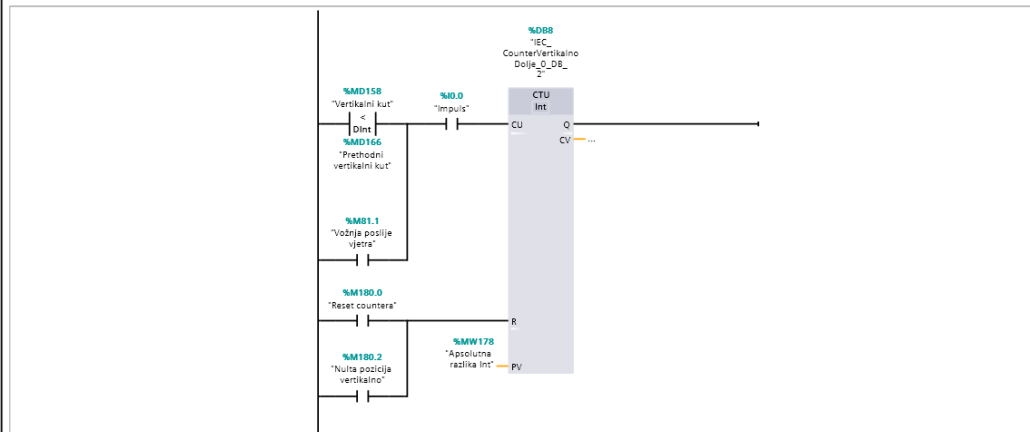 %DB8
"IEC_
CounterVertikalno
Dolje_0_DB_
2"
%MD158
"Vertikalni kut"
<
DInt
%MD166
"Prethodni
vertikalni kut"
%I0.0
"Impuls"
CTU
Int
CU
Q
CV
...
%M81.1
"Vožnja poslije
vjetra"
%M180.0
"Reset countera"
R
%M180.2
"Nulta pozicija
vertikalno"
%MW178
"Apsolutna
razlika Int"
PV